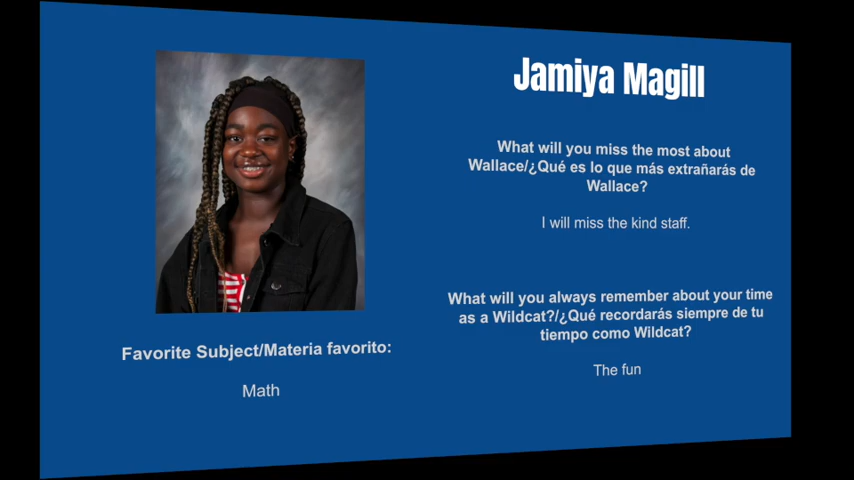 Jamiya Magill
What will you miss the most about
Wallace/¿Qué es lo que más extrañarás de
Wallace?
I will miss the kind staff.
What will you always remember about your time
as a Wildcat?/¿Qué recordarás siempre de tu
tiempo como Wildcat?
The fun
Favorite Subject/Materia favorito:
Math